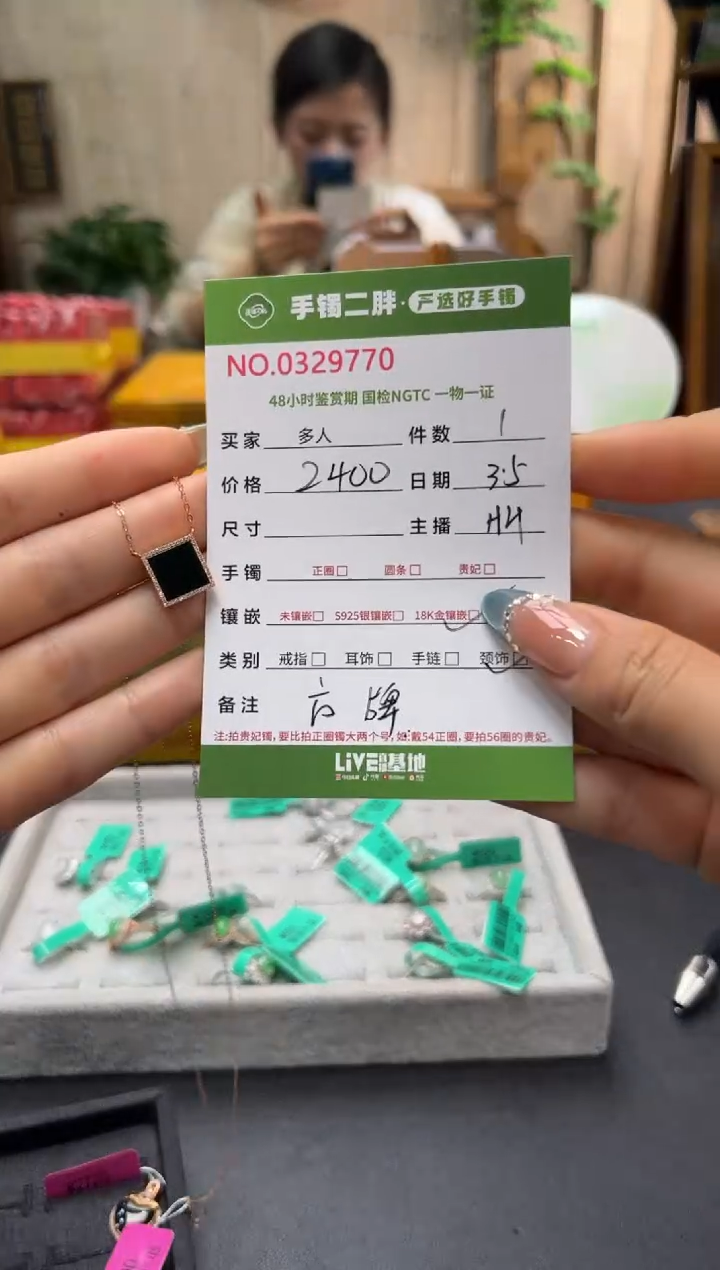 手镯二胖·严选好手镯
NO.0329770
48小时鉴赏期 国检NGTC 一物一证
买家 多人 件数 1
价格 2400 日期 3.5
尺寸 主播 HH
手镯 正圈□ 圆条□ 贵妃□
镶嵌 未镶嵌□ S925银镶嵌□ 18K金镶嵌☑
类别 戒指□ 耳饰□ 手链□ 颈饰☑
备注 方牌
注:拍贵妃镯,要比拍正圈镯大两个号,如:戴54正圈,要拍56圈的贵妃。
LiVE基地